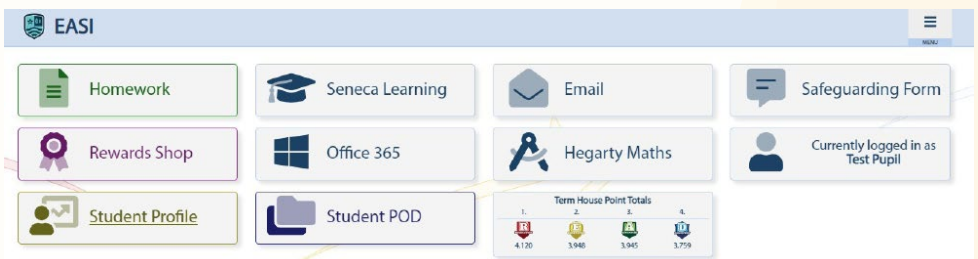 EASI
MENU
Homework
Seneca Learning
Email
Safeguarding Form
Rewards Shop
Office 365
Hegarty Maths
Currently logged in as
Test Pupil
Student Profile
Student POD
Term House Point Totals
1. 2. 3. 4.
R E A D
4,120 3,948 3,945 3,759